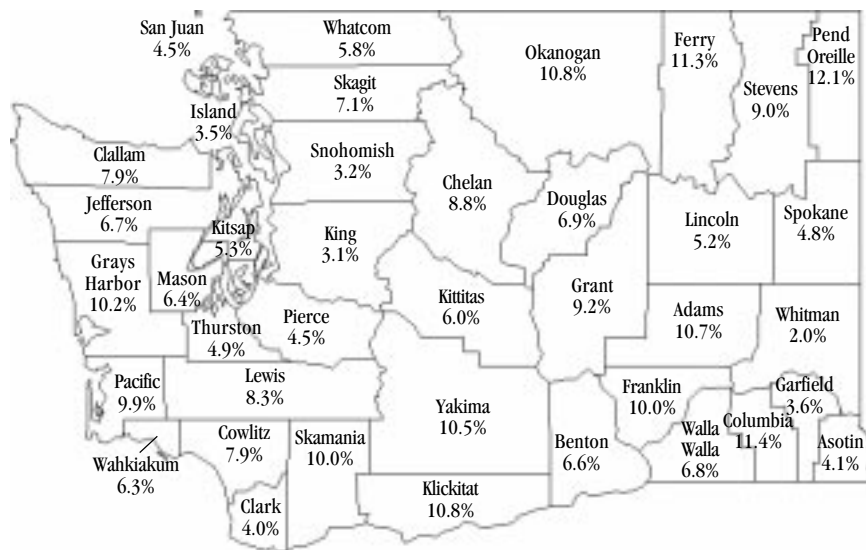 San Juan
4.5%
Whatcom
5.8%
Okanogan
10.8%
Ferry
11.3%
Pend
Oreille
12.1%
Stevens
9.0%
Skagit
7.1%
Island
3.5%
Snohomish
3.2%
Clallam
7.9%
Chelan
8.8%
Douglas
6.9%
Jefferson
6.7%
Kitsap
5.3%
King
3.1%
Lincoln
5.2%
Spokane
4.8%
Grays
Harbor
10.2%
Mason
6.4%
Kittitas
6.0%
Grant
9.2%
Adams
10.7%
Whitman
2.0%
Thurston
4.9%
Pierce
4.5%
Pacific
9.9%
Lewis
8.3%
Yakima
10.5%
Franklin
10.0%
Garfield
3.6%
Wahkiakum
6.3%
Cowlitz
7.9%
Skamania
10.0%
Benton
6.6%
Walla
Walla
6.8%
Columbia
11.4%
Asotin
4.1%
Clark
4.0%
Klickitat
10.8%